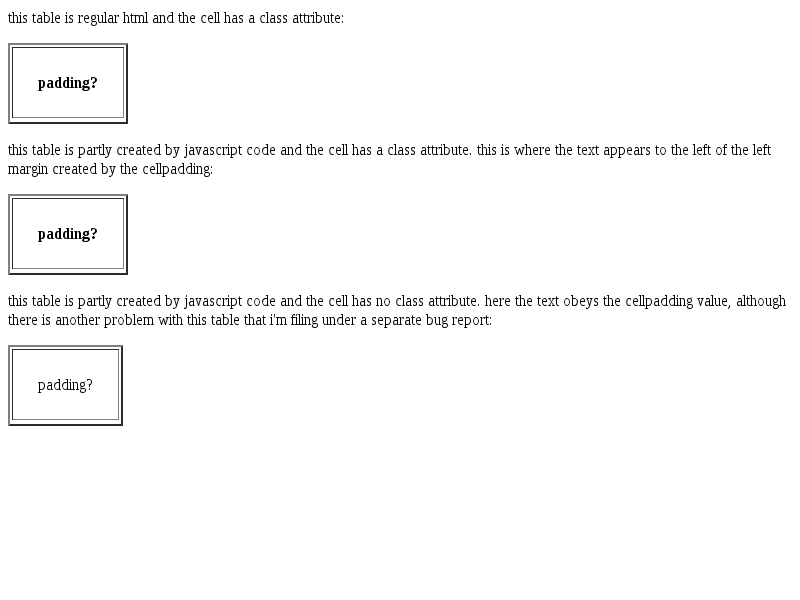 this table is regular html and the cell has a class attribute:
padding?
this table is partly created by javascript code and the cell has a class attribute. this is where the text appears to the left of the left
margin created by the cellpadding:
padding?
this table is partly created by javascript code and the cell has no class attribute. here the text obeys the cellpadding value, although
there is another problem with this table that i'm filing under a separate bug report:
padding?